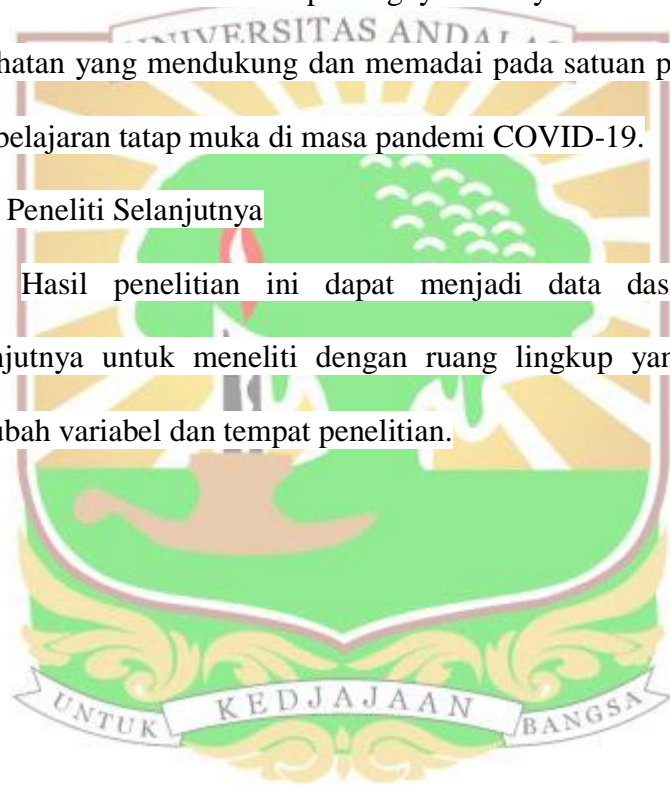 UNIVERSITAS ANDALAS
hatan yang mendukung dan memadai pada satuan p
belajaran tatap muka di masa pandemi COVID-19.
Peneliti Selanjutnya
Hasil penelitian ini dapat menjadi data das
njutnya untuk meneliti dengan ruang lingkup yan
ubah variabel dan tempat penelitian.
UNTUK KEDJAJAAN BANGSA